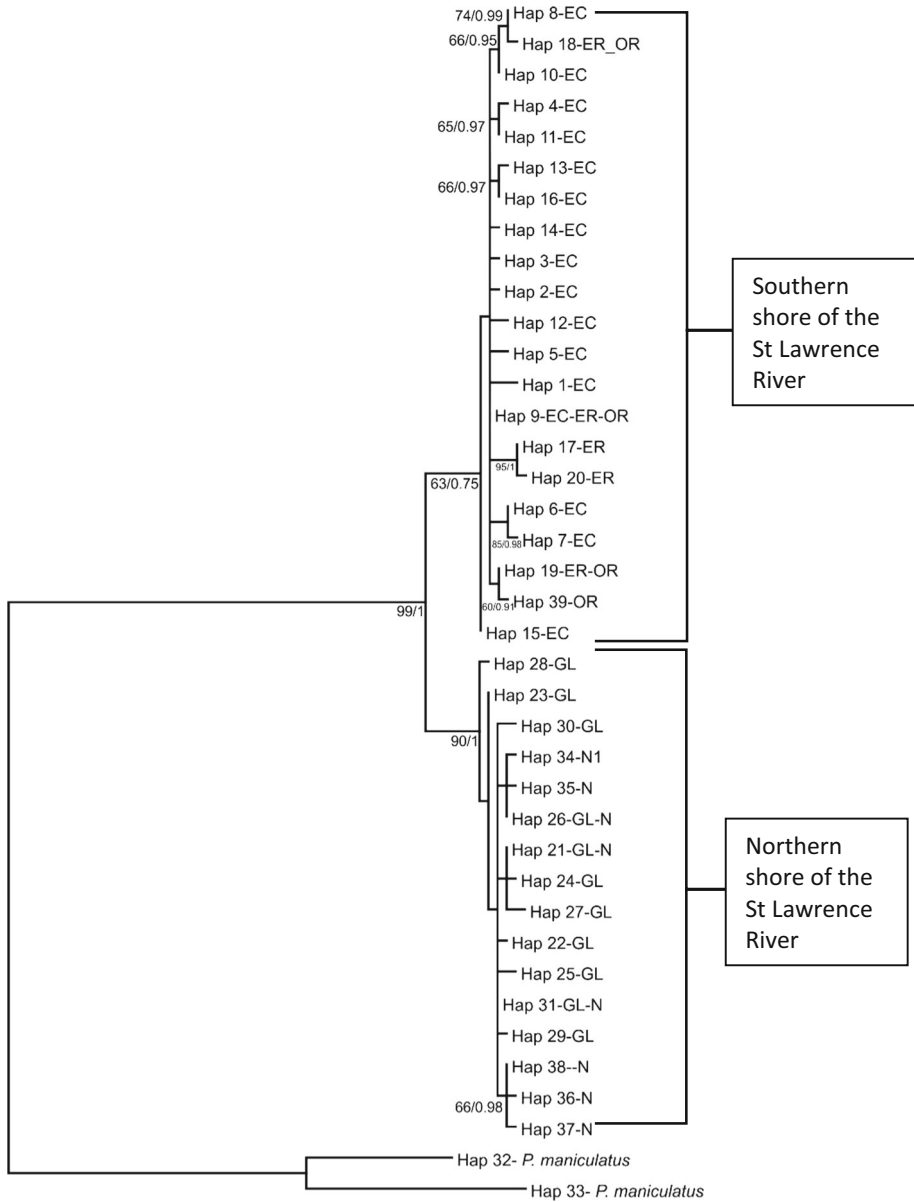 74/0.99
Hap 8-EC
66/0.95
Hap 18-ER_OR
Hap 10-EC
Hap 4-EC
65/0.97
Hap 11-EC
Hap 13-EC
66/0.97
Hap 16-EC
Hap 14-EC
Hap 3-EC
Hap 2-EC
Hap 12-EC
Hap 5-EC
Hap 1-EC
Hap 9-EC-ER-OR
Hap 17-ER
95/1
Hap 20-ER
63/0.75
Hap 6-EC
Hap 7-EC
85/0.98
Hap 19-ER-OR
Hap 39-OR
60/0.91
99/1
Hap 15-EC
Southern
shore of the
St Lawrence
River
Hap 28-GL
Hap 23-GL
Hap 30-GL
90/1
Hap 34-N1
Hap 35-N
Hap 26-GL-N
Hap 21-GL-N
Hap 24-GL
Hap 27-GL
Hap 22-GL
Hap 25-GL
Hap 31-GL-N
Hap 29-GL
Hap 38--N
Hap 36-N
66/0.98
Hap 37-N
Northern
shore of the
St Lawrence
River
Hap 32- P. maniculatus
Hap 33- P. maniculatus